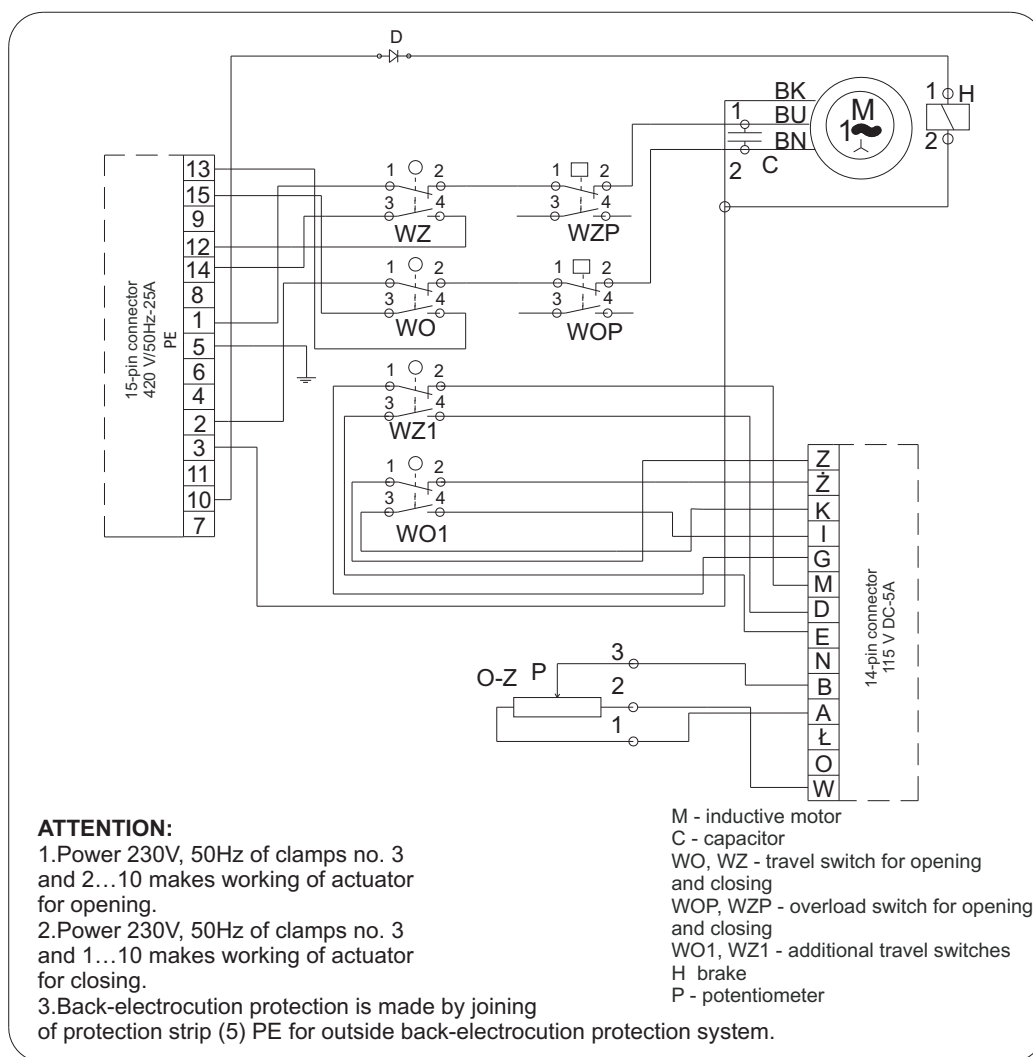 D
BK
BU
BN
M
1
1
2
C
1
H
2
15-pin connector
420 V/50Hz-25A
PE
13
15
9
12
14
8
1
5
6
4
2
3
11
10
7
1 2
3 4
WZ
1 2
3 4
WZP
1 2
3 4
WO
1 2
3 4
WOP
1 2
3 4
WZ1
1 2
3 4
WO1
Z
Ż
K
I
G
M
D
E
N
B
A
Ł
O
W
14-pin connector
115 V DC-5A
O-Z P
3
2
1
ATTENTION:
1.Power 230V, 50Hz of clamps no. 3
and 2...10 makes working of actuator
for opening.
2.Power 230V, 50Hz of clamps no. 3
and 1...10 makes working of actuator
for closing.
3.Back-electrocution protection is made by joining
of protection strip (5) PE for outside back-electrocution protection system.
M - inductive motor
C - capacitor
WO, WZ - travel switch for opening
and closing
WOP, WZP - overload switch for opening
and closing
WO1, WZ1 - additional travel switches
H brake
P - potentiometer